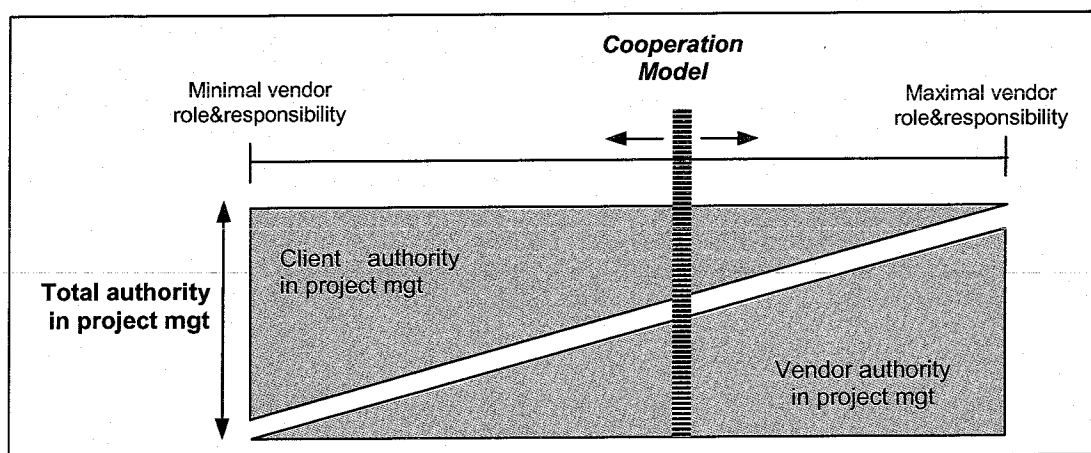 Cooperation
Model
Minimal vendor
role&responsibility
Maximal vendor
role&responsibility
Client authority
in project mgt
Total authority
in project mgt
Vendor authority
in project mgt